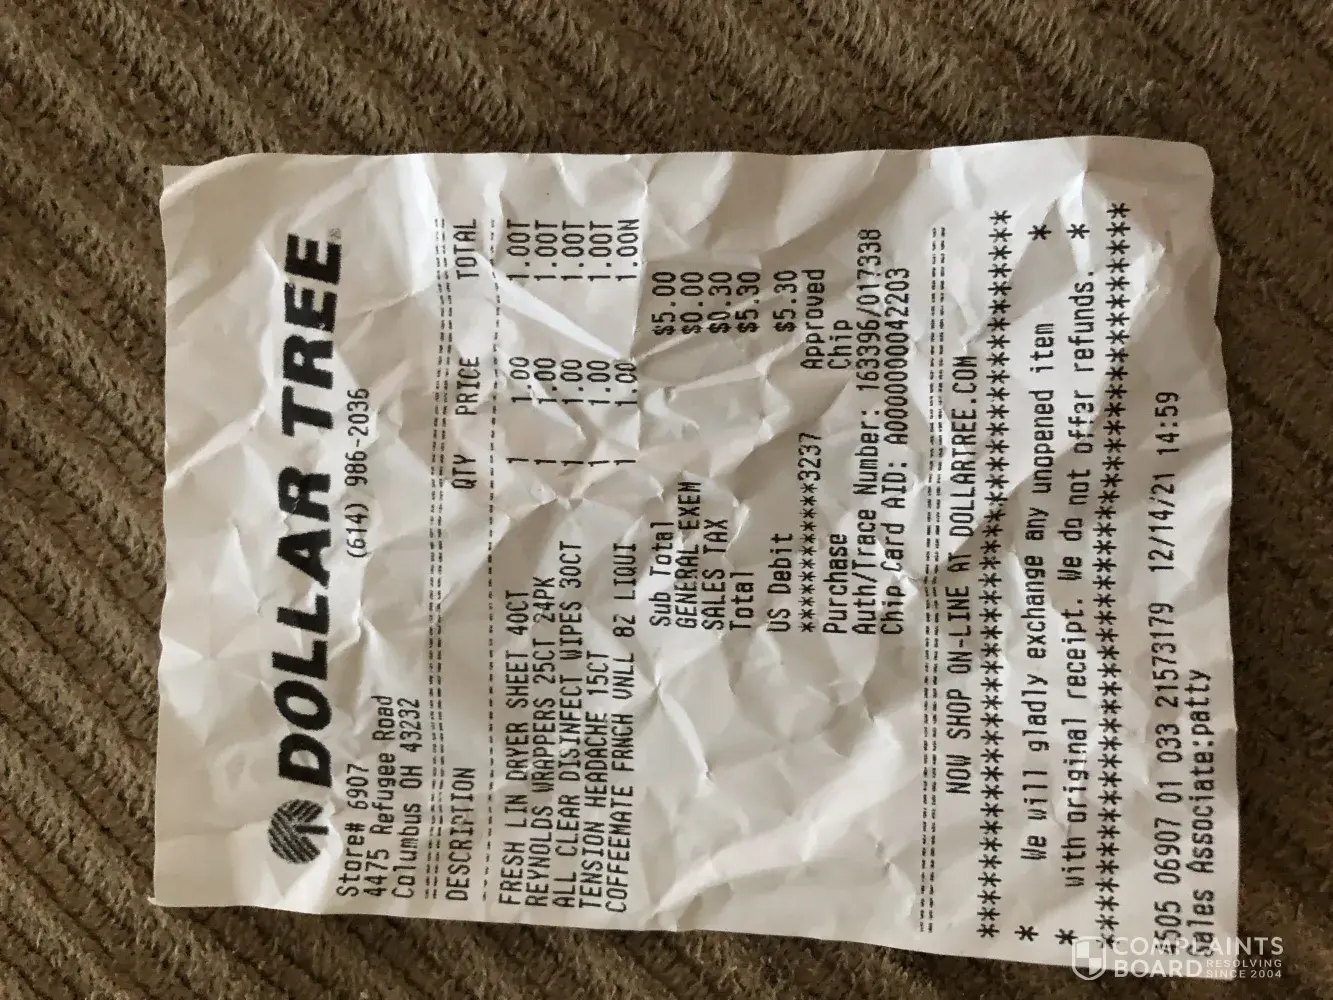 DOLLAR TREE
Store# 6907 (614) 986-2036
4475 Refugee Road
Columbus OH 43232
DESCRIPTION QTY PRICE TOTAL
FRESH LIN DRYER SHEET 40CT 1 1.00 1.00T
REYNOLDS WRAPPERS 25CT 24PK 1 1.00 1.00T
ALL CLEAR DISINFECT WIPES 30CT 1 1.00 1.00T
TENSION HEADACHE 15CT 1 1.00 1.00T
COFFEEMATE FRNCH VNLL 8Z LIQUI 1 1.00 1.00N
Sub Total $5.00
GENERAL EXEM $0.00
SALES TAX $0.30
Total $5.30
US Debit $5.30
************3237 Approved
Purchase Chip
Auth/Trace Number: 163396/017338
Chip Card AID: A0000000042203
NOW SHOP ON-LINE AT DOLLARTREE.COM
* We will gladly exchange any unopened item *
* with original receipt. We do not offer refunds. *
4505 06907 01 033 21573179 12/14/21 14:59
Sales Associate:patty
COMPLAINTS
BOARD RESOLVING
SINCE 2004